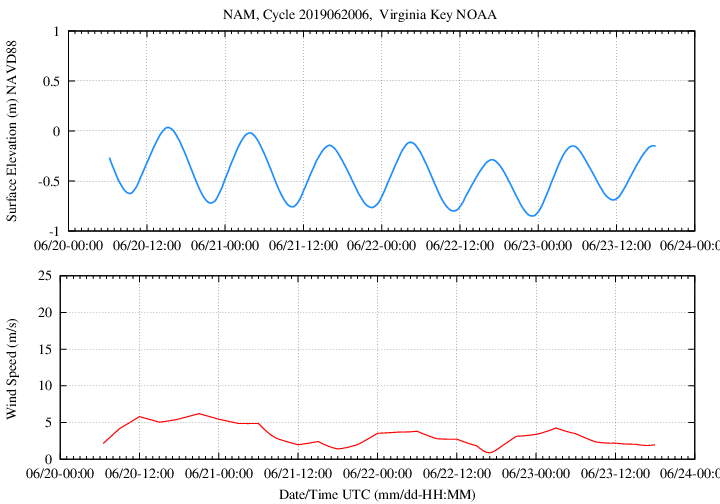 NAM, Cycle 2019062006,  Virginia Key NOAA
Surface Elevation (m) NAVD88
1
0.5
0
-0.5
-1
06/20-00:00 06/20-12:00 06/21-00:00 06/21-12:00 06/22-00:00 06/22-12:00 06/23-00:00 06/23-12:00 06/24-00:0
Wind Speed (m/s)
25
20
15
10
5
0
06/20-00:00 06/20-12:00 06/21-00:00 06/21-12:00 06/22-00:00 06/22-12:00 06/23-00:00 06/23-12:00 06/24-00:0
Date/Time UTC (mm/dd-HH:MM)